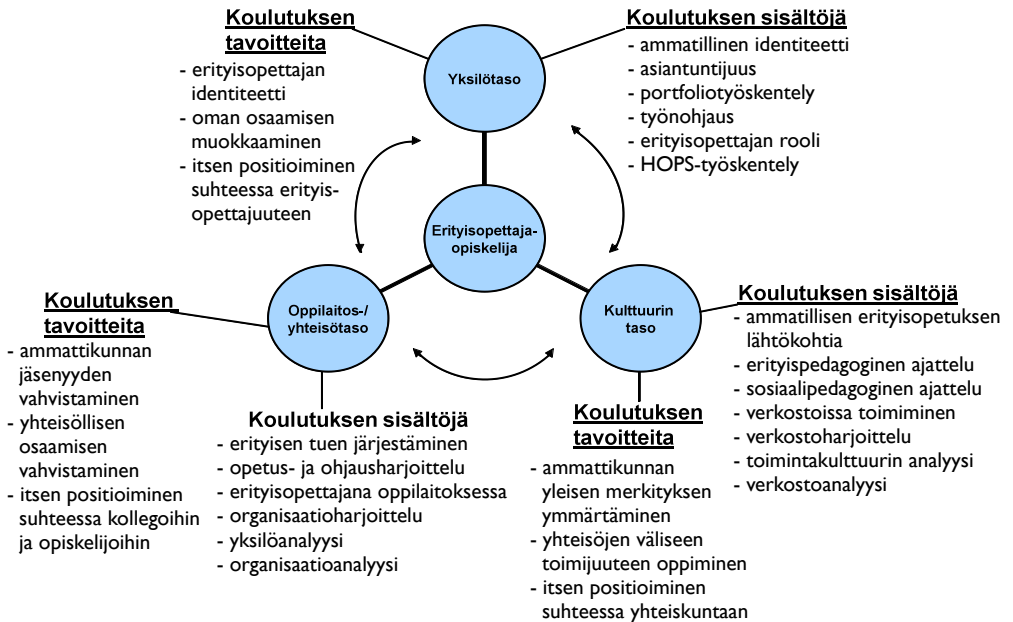 Koulutuksen
tavoitteita
- erityisopettajan
identiteetti
- oman osaamisen
muokkaaminen
- itsen positioiminen
suhteessa erityis-
opettajuuteen
Yksilötaso
Koulutuksen sisältöjä
- ammatillinen identiteetti
- asiantuntijuus
- portfoliotyöskentely
- työnohjaus
- erityisopettajan rooli
- HOPS-työskentely
Erityisopettaja-
opiskelija
Koulutuksen
tavoitteita
- ammattikunnan
jäsenyyden
vahvistaminen
- yhteisöllisen
osaamisen
vahvistaminen
- itsen positioiminen
suhteessa kollegoihin
ja opiskelijoihin
Oppilaitos-/
yhteisötaso
Koulutuksen sisältöjä
- erityisen tuen järjestäminen
- opetus- ja ohjausharjoittelu
- erityisopettajana oppilaitoksessa
- organisaatioharjoittelu
- yksilöanalyysi
- organisaatioanalyysi
Kulttuurin
taso
Koulutuksen
tavoitteita
- ammattikunnan
yleisen merkityksen
ymmärtäminen
- yhteisöjen väliseen
toimijuuteen oppiminen
- itsen positioiminen
suhteessa yhteiskuntaan
Koulutuksen sisältöjä
- ammatillisen erityisopetuksen
lähtökohtia
- erityispedagoginen ajattelu
- sosiaalipedagoginen ajattelu
- verkostoissa toimiminen
- verkostoharjoittelu
- toimintakulttuurin analyysi
- verkostoanalyysi